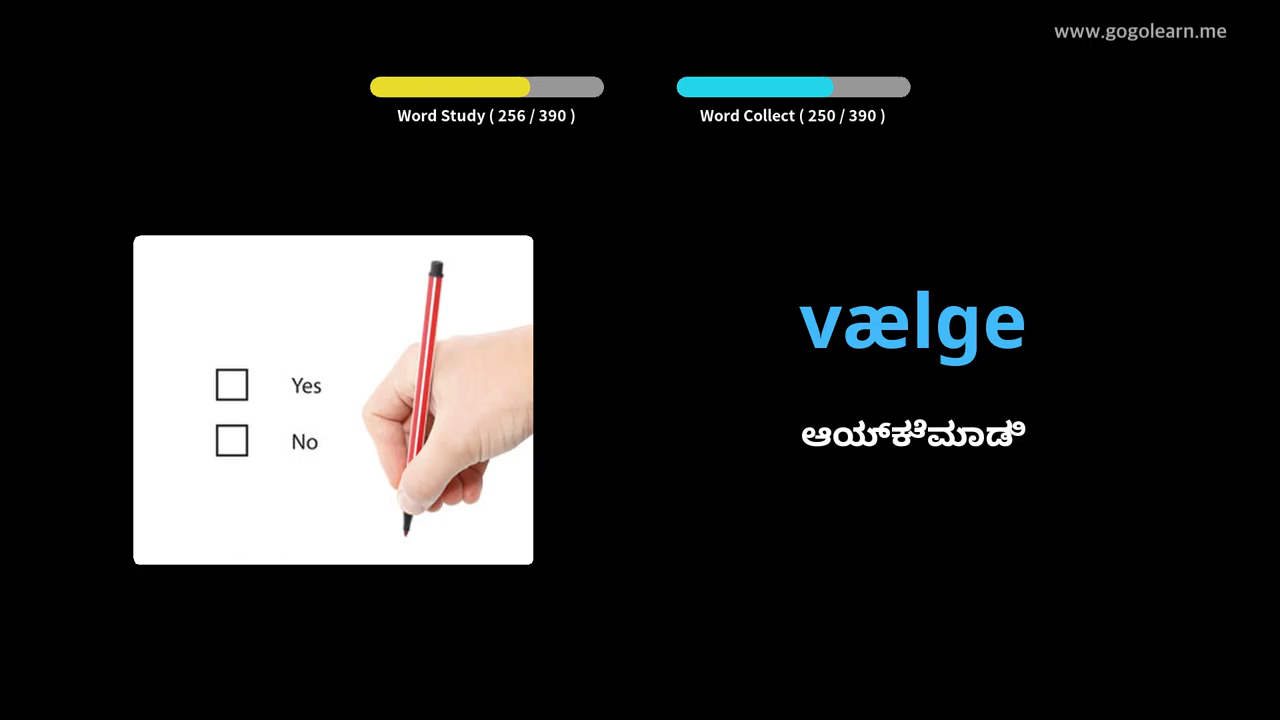 www.gogolearn.me
Word Study ( 256 / 390 )
Word Collect ( 250 / 390 )
vælge
ಆಯ್ಕೆಮಾಡಿ
Yes
No